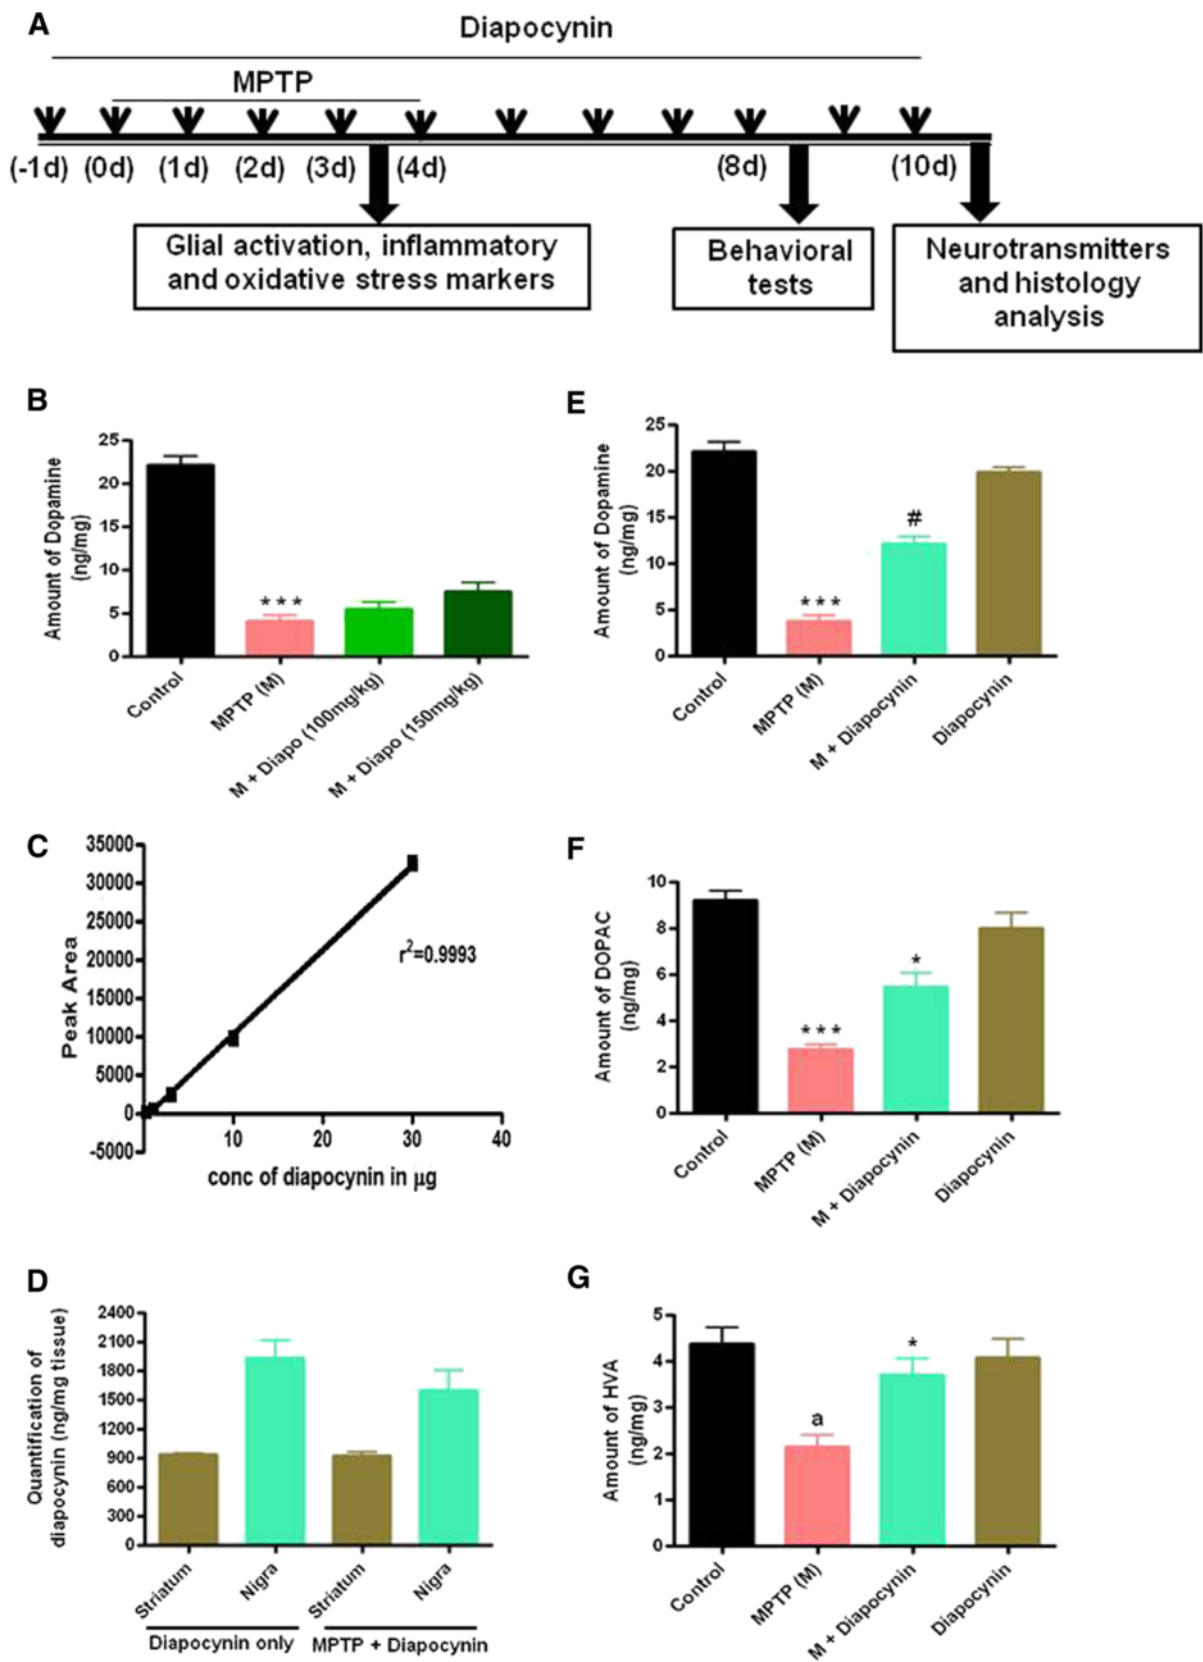 A
Diapocynin
MPTP
(-1d) (0d) (1d) (2d) (3d) (4d) (8d) (10d)
Glial activation, inflammatory
and oxidative stress markers
Behavioral
tests
Neurotransmitters
and histology
analysis
B
Amount of Dopamine
(ng/mg)
25
20
15
10
5
0
***
Control
MPTP (M)
M + Diapo (100mg/kg)
M + Diapo (150mg/kg)
E
Amount of Dopamine
(ng/mg)
25
20
15
10
5
0
***
#
Control
MPTP (M)
M + Diapocynin
Diapocynin
C
Peak Area
35000
30000
25000
20000
15000
10000
5000
0
-5000
r²=0.9993
10 20 30 40
conc of diapocynin in µg
F
Amount of DOPAC
(ng/mg)
10
8
6
4
2
0
***
*
Control
MPTP (M)
M + Diapocynin
Diapocynin
D
Quantification of
diapocynin (ng/mg tissue)
2400
2100
1800
1500
1200
900
600
300
0
Striatum
Nigra
Striatum
Nigra
Diapocynin only
MPTP + Diapocynin
G
Amount of HVA
(ng/mg)
5
4
3
2
1
0
a
*
Control
MPTP (M)
M + Diapocynin
Diapocynin